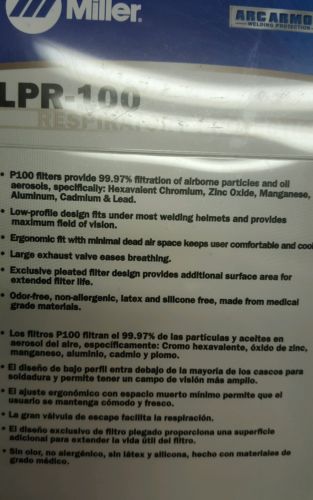 Miller.
ARC ARMO
WELDING PROTECTION
LPR-100
RESPIRATOR
• P100 filters provide 99.97% filtration of airborne particles and oil
aerosols, specifically: Hexavalent Chromium, Zinc Oxide, Manganese,
Aluminum, Cadmium & Lead.
• Low-profile design fits under most welding helmets and provides
maximum field of vision.
• Ergonomic fit with minimal dead air space keeps user comfortable and cool
• Large exhaust valve eases breathing.
• Exclusive pleated filter design provides additional surface area for
extended filter life.
• Odor-free, non-allergenic, latex and silicone free, made from medical
grade materials.
• Los filtros P100 filtran el 99.97% de las partículas y aceites en
aerosol del aire, específicamente: Cromo hexavalente, óxido de zinc,
manganeso, aluminio, cadmio y plomo.
• El diseño de bajo perfil entra debajo de la mayoría de los cascos para
soldadura y permite tener un campo de visión más amplio.
• El ajuste ergonómico con espacio muerto mínimo permite que el
usuario se mantenga cómodo y fresco.
• La gran válvula de escape facilita la respiración.
• El diseño exclusivo de filtro plegado proporciona una superficie
adicional para extender la vida útil del filtro.
• Sin olor, no alergénico, sin látex y silicona, hecho con materiales de
grado médico.